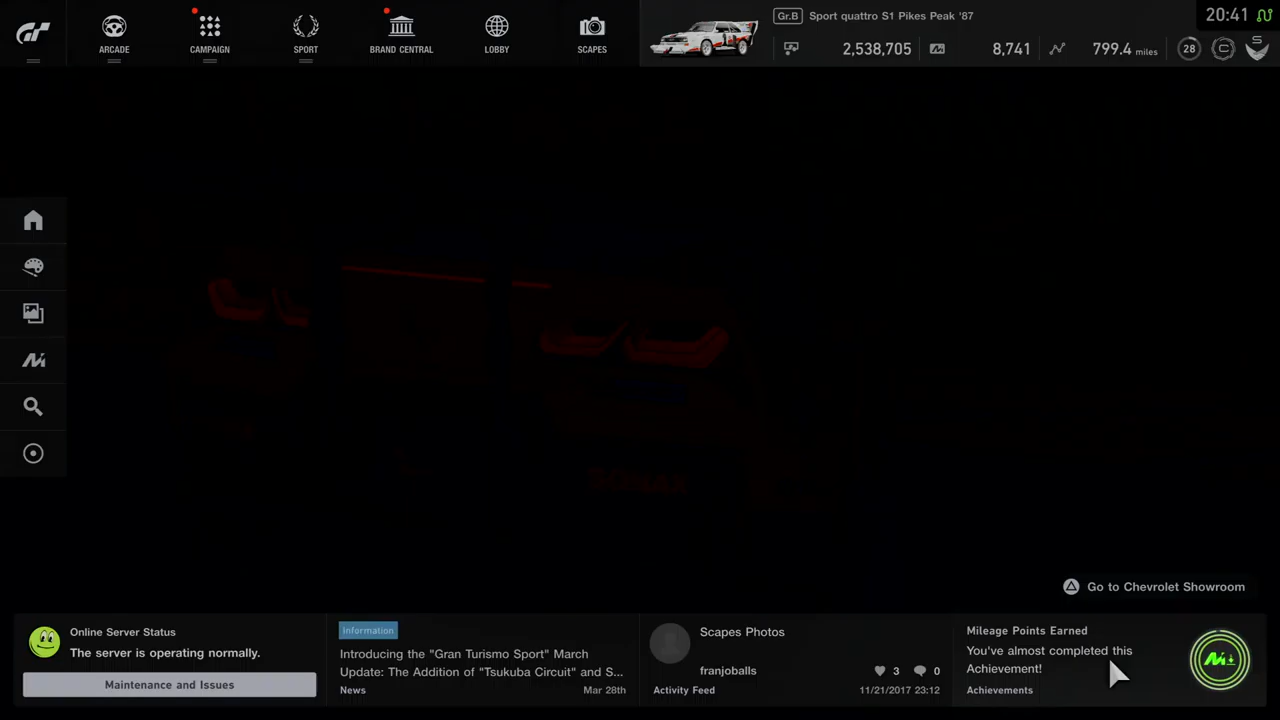 ARCADE
CAMPAIGN
SPORT
BRAND CENTRAL
LOBBY
SCAPES
Gr.B Sport quattro S1 Pikes Peak '87
2,538,705
8,741
799.4 miles
28
S
20:41
Go to Chevrolet Showroom
Online Server Status
The server is operating normally.
Maintenance and Issues
Information
Introducing the "Gran Turismo Sport" March
Update: The Addition of "Tsukuba Circuit" and S...
News Mar 28th
Scapes Photos
franjoballs 3 0
Activity Feed 11/21/2017 23:12
Mileage Points Earned
You've almost completed this
Achievement!
Achievements